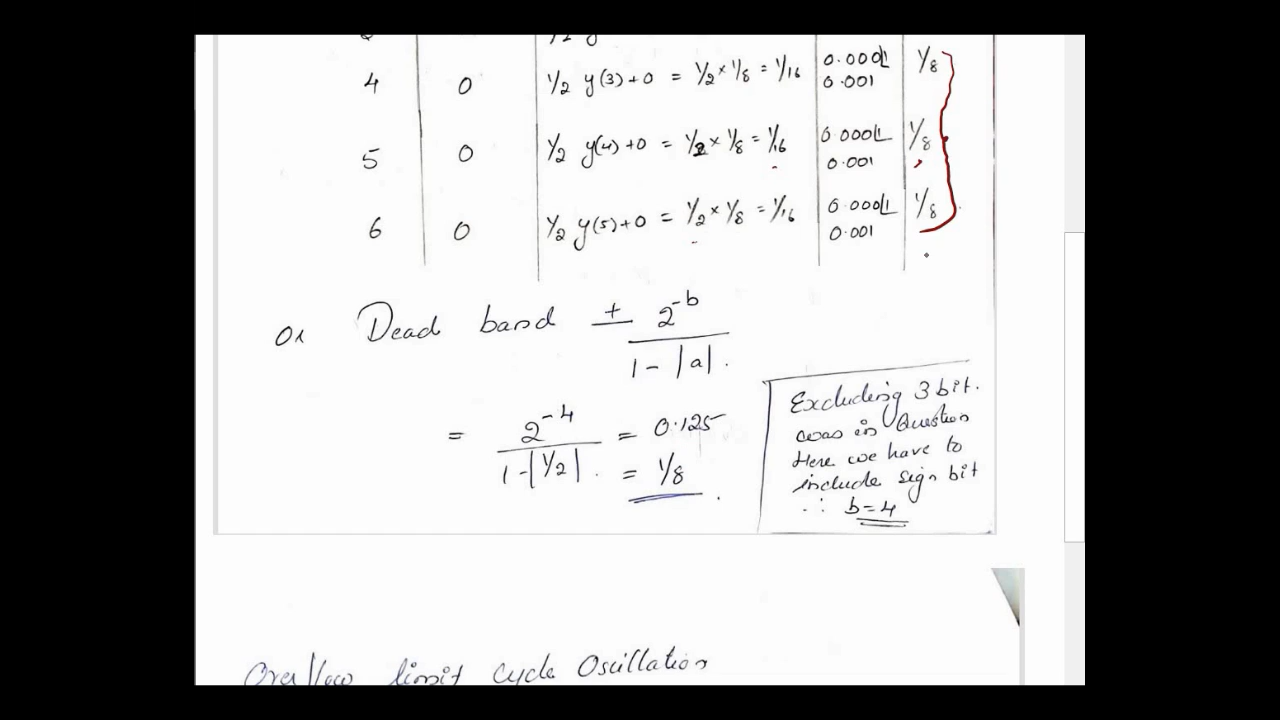 4 0 1/2 y(3)+0 = 1/2 × 1/8 = 1/16 0.0001 1/8
0.001
5 0 1/2 y(4)+0 = 1/2 × 1/8 = 1/16 0.0001 1/8
0.001
6 0 1/2 y(5)+0 = 1/2 × 1/8 = 1/16 0.0001 1/8
0.001
Or Dead band ± 2^-b / 1-|a|.
= 2^-4 / 1-|1/2|. = 0.125
= 1/8.
Excluding 3 bit.
was in Question
Here we have to
include sign bit
∴ b=4
Overflow limit cycle Oscillation